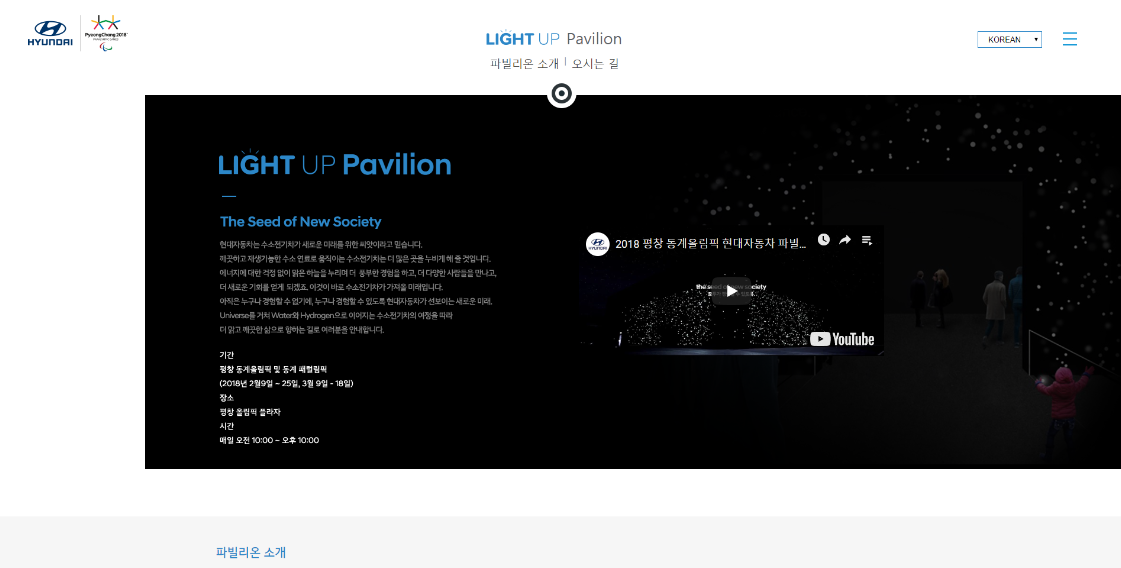 HYUNDAI
PyeongChang 2018
LIGHT UP Pavilion
파빌리온 소개 | 오시는 길
KOREAN
LIGHT UP Pavilion
The Seed of New Society
현대자동차는 수소전기차가 새로운 미래를 위한 씨앗이라고 믿습니다.
깨끗하고 재생가능한 수소 연료로 움직이는 수소전기차는 더 많은 곳을 누비게 해 줄 것입니다.
에너지에 대한 걱정 없이 맑은 하늘을 누리며 더 풍부한 경험을 하고, 더 다양한 사람들을 만나고,
더 새로운 기회를 얻게 되겠죠. 이것이 바로 수소전기차가 가져올 미래입니다.
아직은 누구나 경험할 수 없기에, 누구나 경험할 수 있도록 현대자동차가 선보이는 새로운 미래.
Universe를 거쳐 Water와 Hydrogen으로 이어지는 수소전기차의 여정을 따라
더 맑고 깨끗한 삶으로 향하는 길로 여러분을 안내합니다.
기간
평창 동계올림픽 및 동계 패럴림픽
(2018년 2월9일 ~ 25일, 3월 9일 - 18일)
장소
평창 올림픽 플라자
시간
매일 오전 10:00 ~ 오후 10:00
HYUNDAI
2018 평창 동계올림픽 현대자동차 파빌...
the seed of new society
YouTube
파빌리온 소개